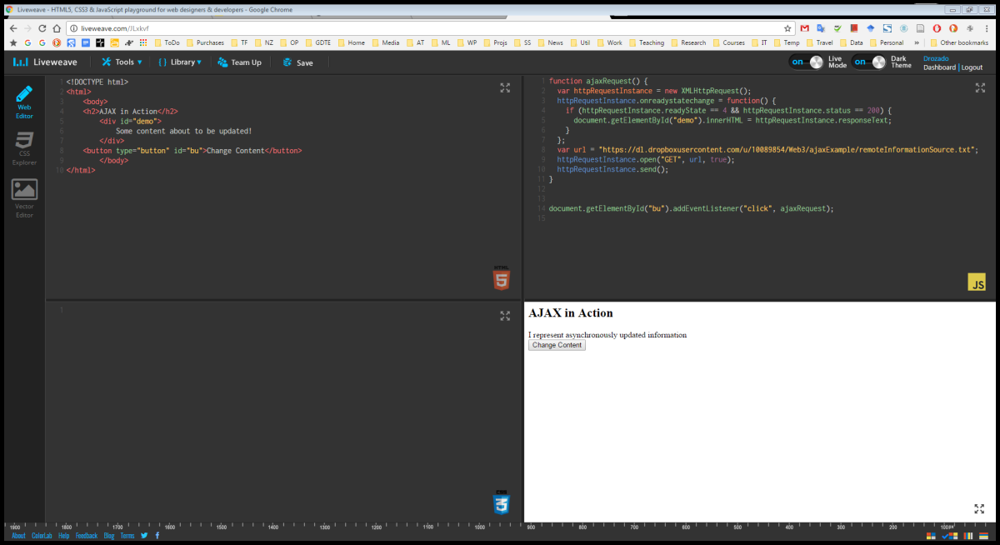 Liveweave - HTML5, CSS3 & JavaScript playground for web designers & developers - Google Chrome
liveweave.com/JLxkvf
ToDo Purchases TF NZ OP GDTE Home Media AT ML WP Projs SS News Util Work Teaching Research Courses IT Temp Travel Data Personal » Other bookmarks
Liveweave Tools Library Team Up Save on Live Mode on Dark Theme Drozado Dashboard | Logout
Web Editor
CSS Explorer
Vector Editor
1 <!DOCTYPE html>
2 <html>
3 <body>
4 <h2>AJAX in Action</h2>
5 <div id="demo">
6 Some content about to be updated!
7 </div>
8 <button type="button" id="bu">Change Content</button>
9 </body>
10 </html>
HTML
5
1 function ajaxRequest() {
2 var httpRequestInstance = new XMLHttpRequest();
3 httpRequestInstance.onreadystatechange = function() {
4 if (httpRequestInstance.readyState == 4 && httpRequestInstance.status == 200) {
5 document.getElementById("demo").innerHTML = httpRequestInstance.responseText;
6 }
7 };
8 var url = "https://dl.dropboxusercontent.com/u/10089854/Web3/ajaxExample/remoteInformationSource.txt";
9 httpRequestInstance.open("GET", url, true);
10 httpRequestInstance.send();
11 }
12
13
14 document.getElementById("bu").addEventListener("click", ajaxRequest);
15
JS
1
CSS
3
AJAX in Action
I represent asynchronously updated information
Change Content
1900 1800 1700 1600 1500 1400 1300 1200 1100 1000 900 800 700 600 500 400 300 200 100px
About ColorLab Help Feedback Blog Terms